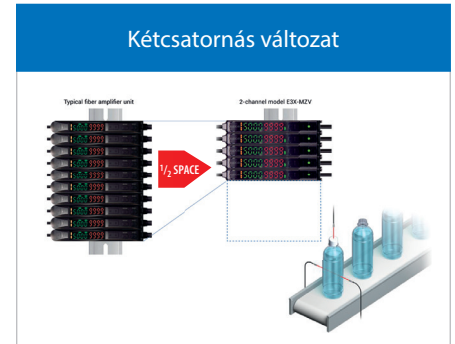 Kétcsatornás változat
Typical fiber amplifier unit
2-channel model E3X-MZV
1/2 SPACE